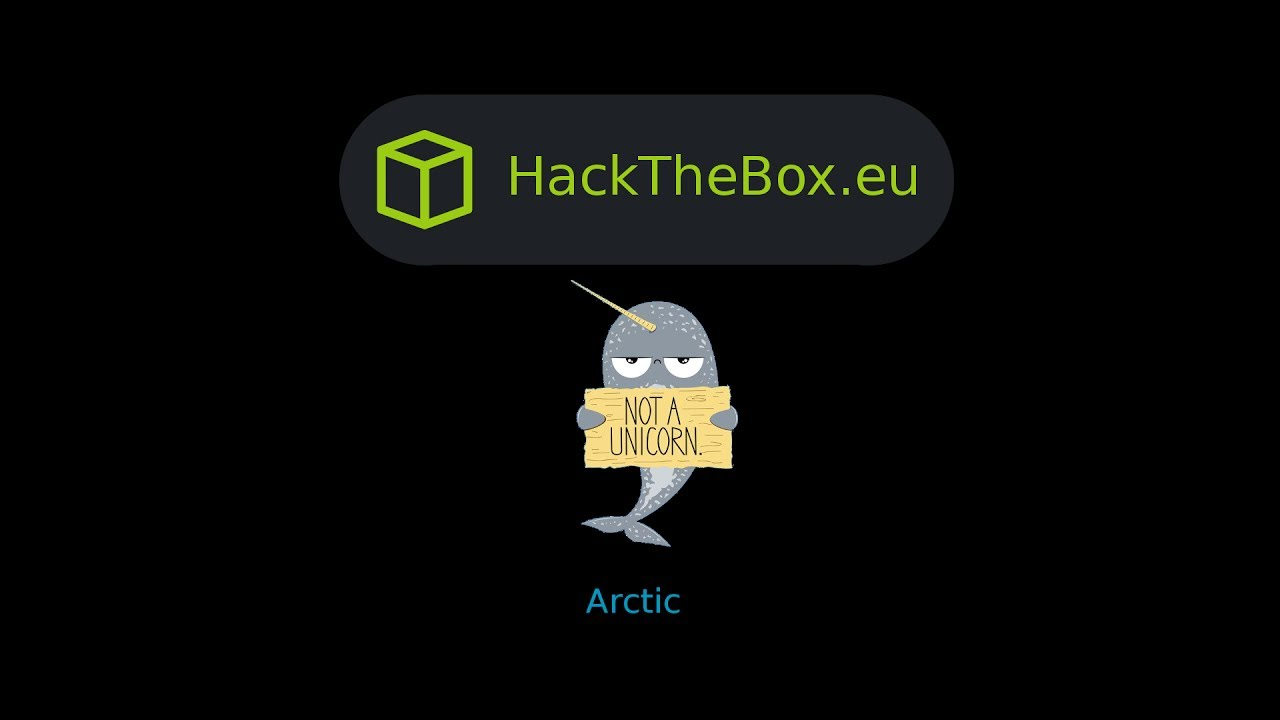 HackTheBox.eu
NOT A
UNICORN.
Arctic